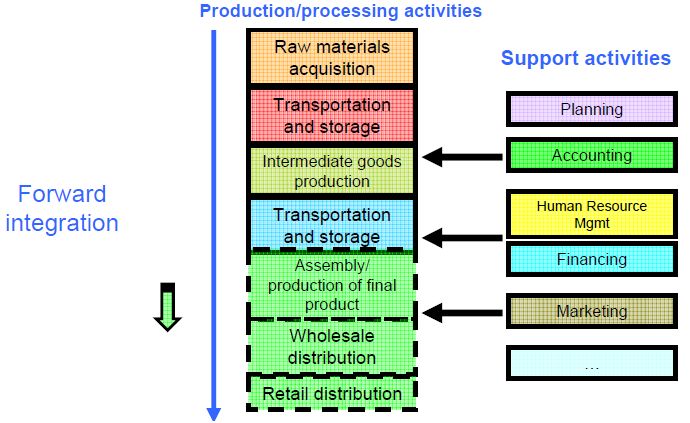 Production/processing activities
Raw materials
acquisition
Transportation
and storage
Intermediate goods
production
Transportation
and storage
Assembly/
production of final
product
Wholesale
distribution
Retail distribution
Forward
integration
Support activities
Planning
Accounting
Human Resource
Mgmt
Financing
Marketing
...